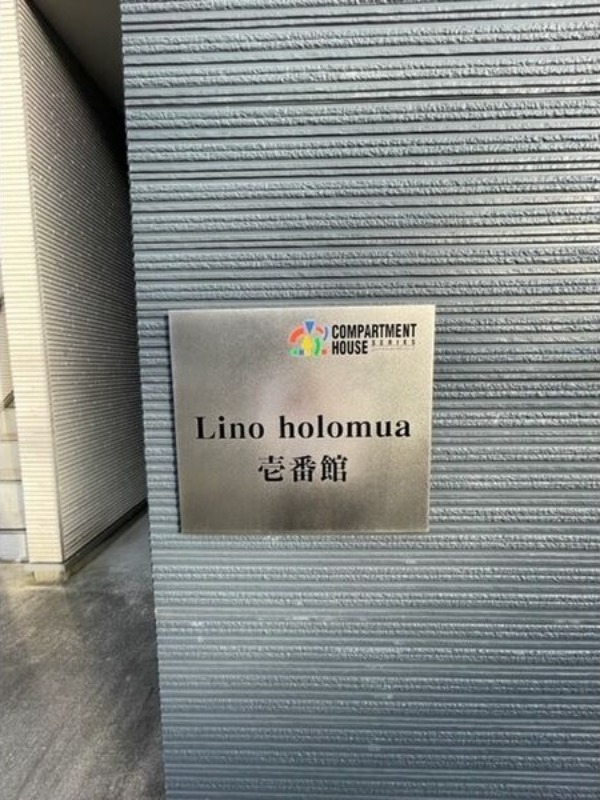 COMPARTMENT
HOUSE SERIES
Lino holomua
壱番館